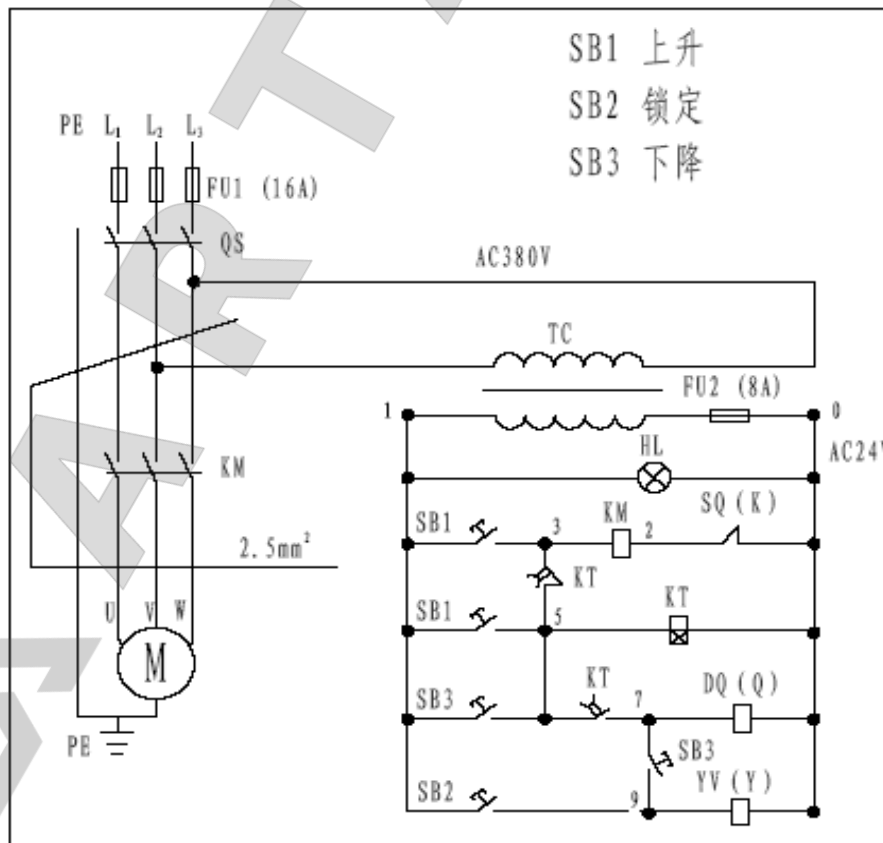 SB1 上升
SB2 锁定
SB3 下降
PE L₁ L₂ L₃
FU1 (16A)
QS
AC380V
TC
FU2 (8A)
1
0
AC24V
HL
KM
SB1
3
KM
2
SQ(K)
2.5mm²
KT
U V W
SB1
5
KT
M
SB3
KT
7
DQ(Q)
PE
SB3
SB2
9
YV(Y)